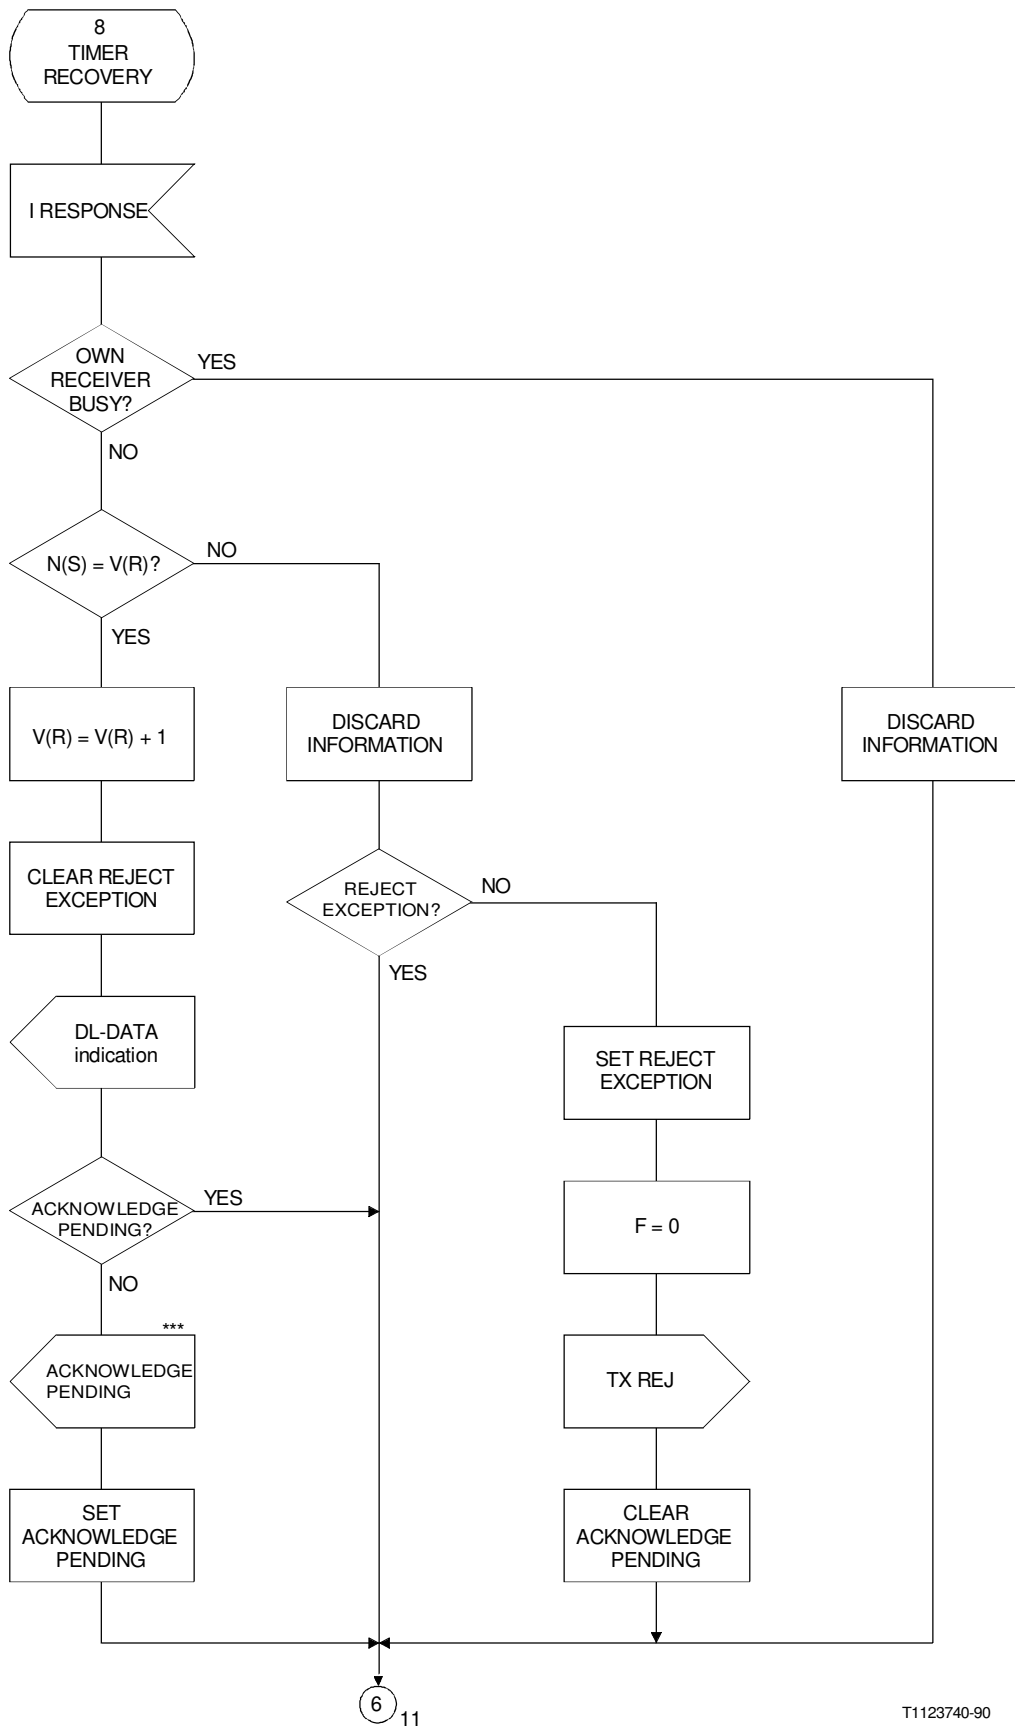 8
TIMER
RECOVERY
I RESPONSE
OWN
RECEIVER
BUSY?
YES
NO
N(S) = V(R)?
NO
YES
V(R) = V(R) + 1
DISCARD
INFORMATION
DISCARD
INFORMATION
CLEAR REJECT
EXCEPTION
REJECT
EXCEPTION?
NO
YES
DL-DATA
indication
SET REJECT
EXCEPTION
ACKNOWLEDGE
PENDING?
YES
NO
F = 0
***
ACKNOWLEDGE
PENDING
TX REJ
SET
ACKNOWLEDGE
PENDING
CLEAR
ACKNOWLEDGE
PENDING
6
11
T1123740-90